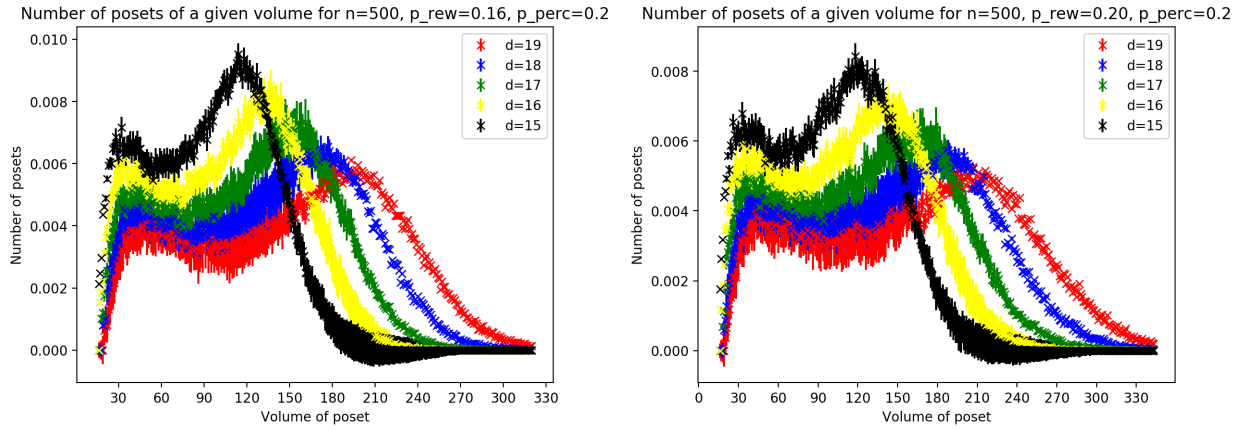 Number of posets of a given volume for n=500, p_rew=0.16, p_perc=0.2
0.010
0.008
0.006
0.004
0.002
0.000
Number of posets
30 60 90 120 150 180 210 240 270 300 330
Volume of poset
d=19
d=18
d=17
d=16
d=15
Number of posets of a given volume for n=500, p_rew=0.20, p_perc=0.2
0.008
0.006
0.004
0.002
0.000
Number of posets
0 30 60 90 120 150 180 210 240 270 300 330
Volume of poset
d=19
d=18
d=17
d=16
d=15